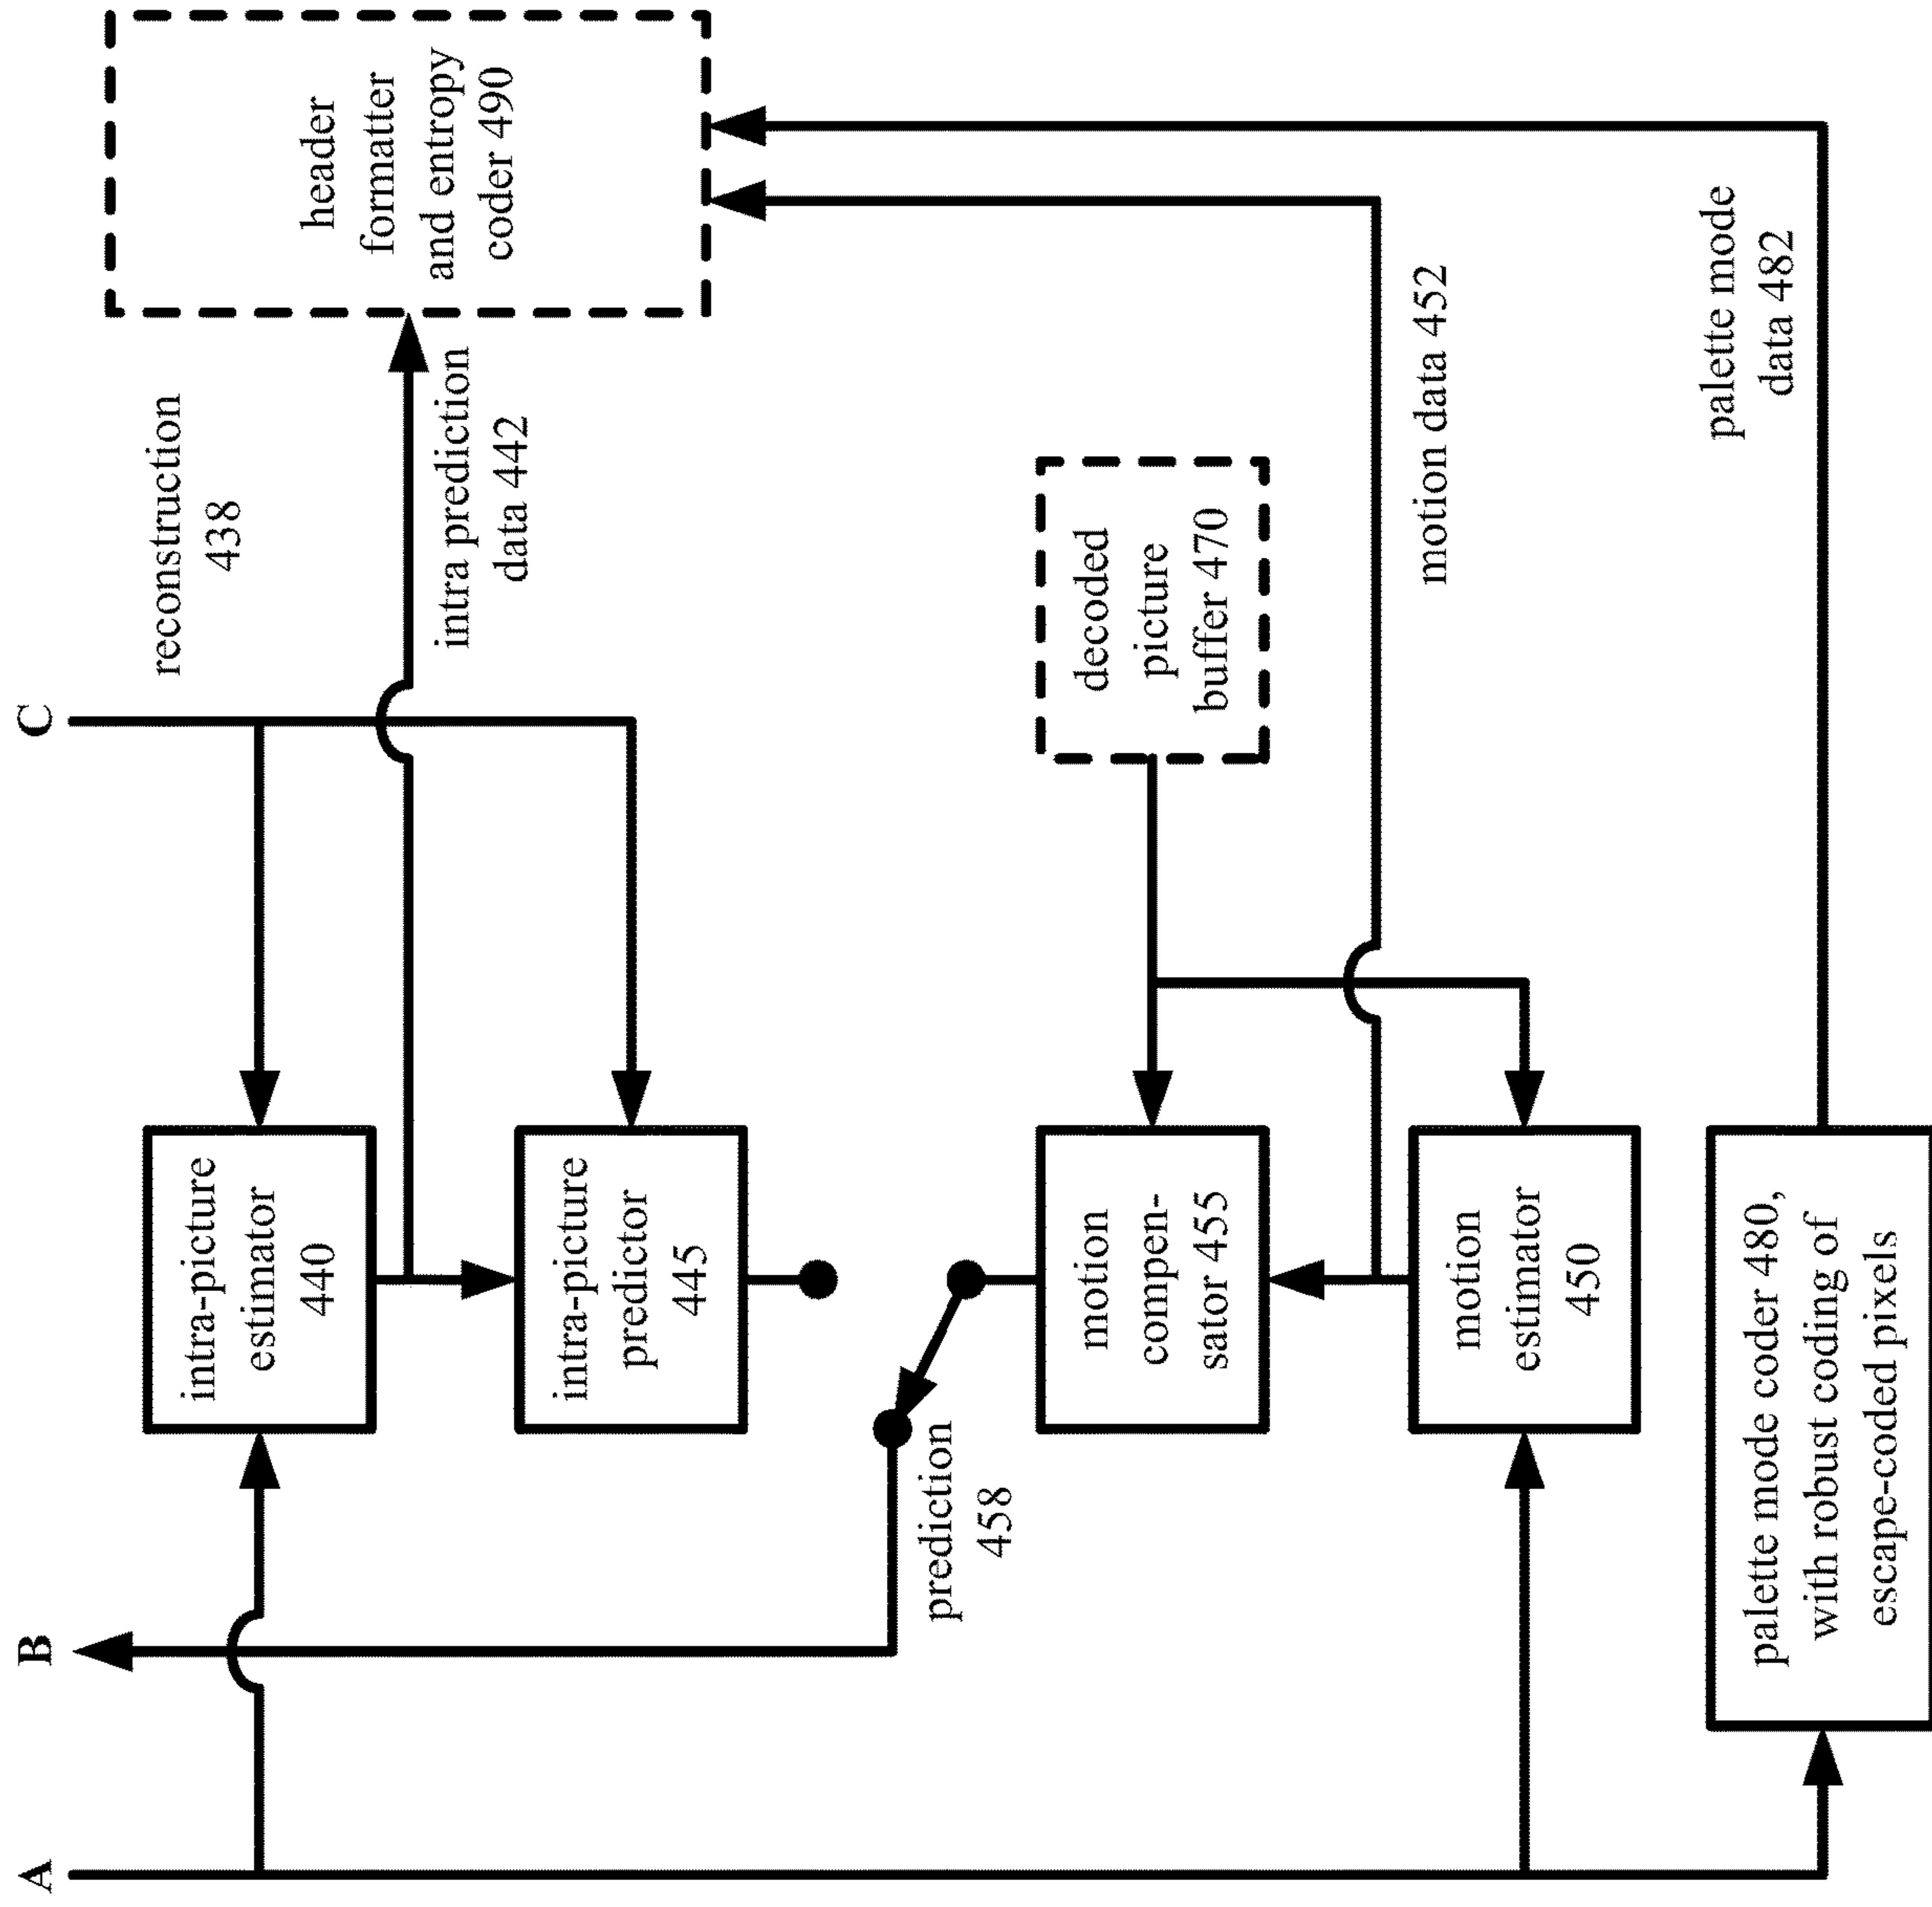 A
B
C
intra-picture
estimator
440
reconstruction
438
header
formatter
and entropy
coder 490
intra prediction
data 442
intra-picture
predictor
445
prediction
458
decoded
picture
buffer 470
motion
compen-
sator 455
motion data 452
motion
estimator
450
palette mode
data 482
palette mode coder 480,
with robust coding of
escape-coded pixels